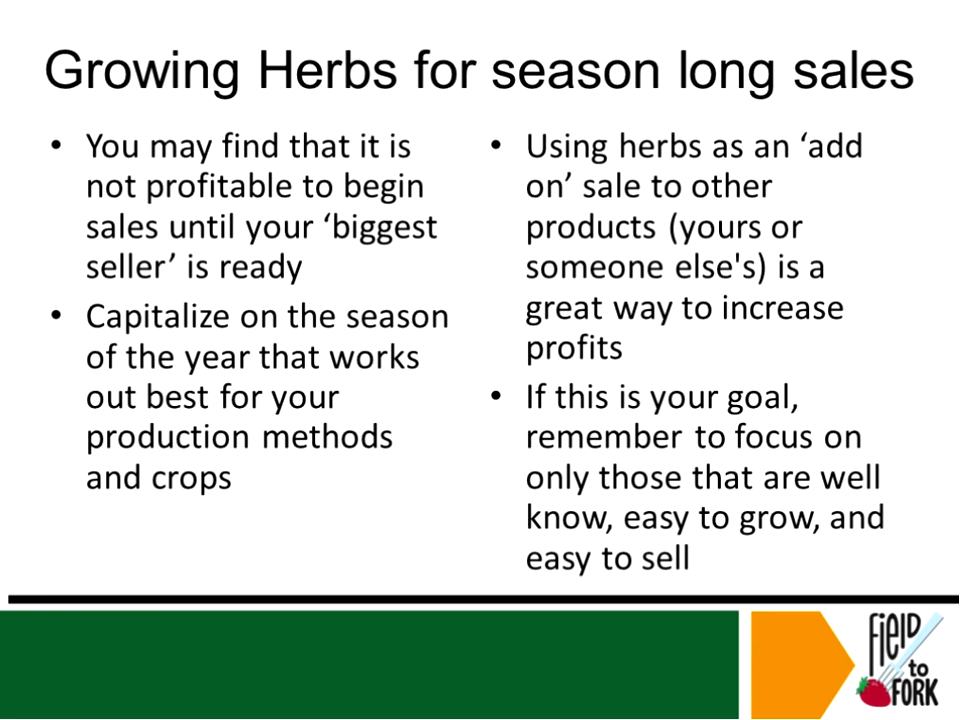 Growing Herbs for season long sales
• You may find that it is
not profitable to begin
sales until your ‘biggest
seller’ is ready
• Capitalize on the season
of the year that works
out best for your
production methods
and crops
• Using herbs as an ‘add
on’ sale to other
products (yours or
someone else's) is a
great way to increase
profits
• If this is your goal,
remember to focus on
only those that are well
know, easy to grow, and
easy to sell
FiELD
to
FORK